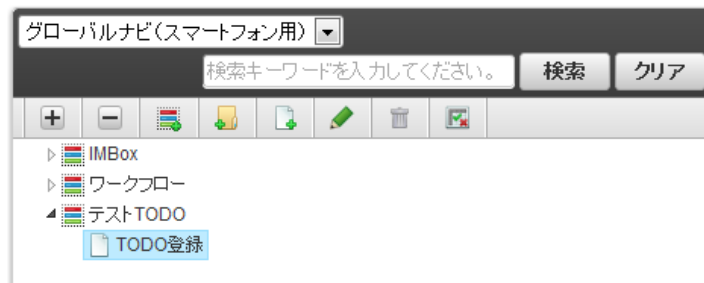 グローバルナビ(スマートフォン用)
検索キーワードを入力してください。 検索 クリア
IMBox
ワークフロー
テストTODO
TODO登録